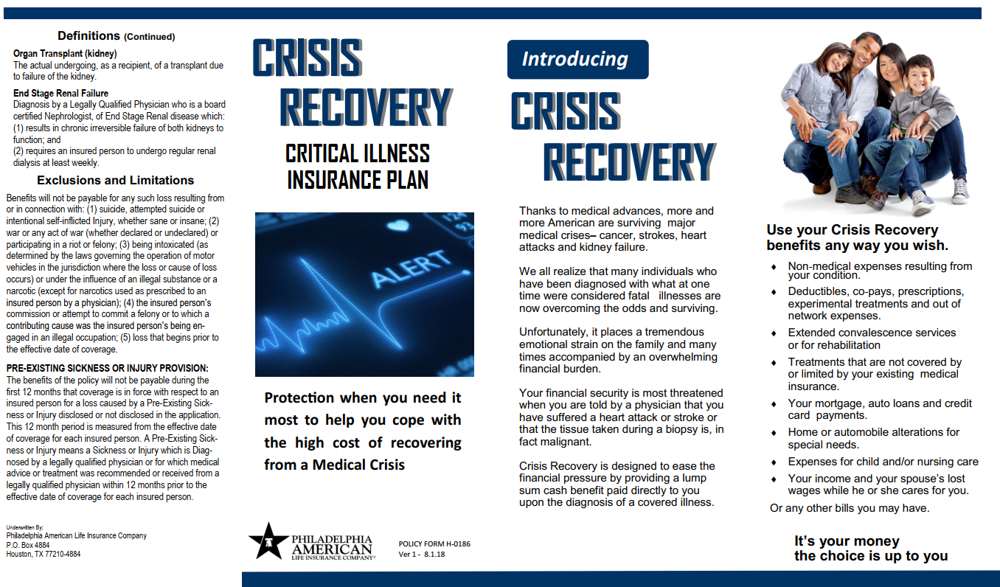 Definitions (Continued)
Organ Transplant (kidney)
The actual undergoing, as a recipient, of a transplant due
to failure of the kidney.
End Stage Renal Failure
Diagnosis by a Legally Qualified Physician who is a board
certified Nephrologist, of End Stage Renal disease which:
(1) results in chronic irreversible failure of both kidneys to
function; and
(2) requires an insured person to undergo regular renal
dialysis at least weekly.
Exclusions and Limitations
Benefits will not be payable for any such loss resulting from
or in connection with: (1) suicide, attempted suicide or
intentional self-inflicted Injury, whether sane or insane; (2)
war or any act of war (whether declared or undeclared) or
participating in a riot or felony; (3) being intoxicated (as
determined by the laws governing the operation of motor
vehicles in the jurisdiction where the loss or cause of loss
occurs) or under the influence of an illegal substance or a
narcotic (except for narcotics used as prescribed to an
insured person by a physician); (4) the insured person's
commission or attempt to commit a felony or to which a
contributing cause was the insured person's being en-
gaged in an illegal occupation; (5) loss that begins prior to
the effective date of coverage.
PRE-EXISTING SICKNESS OR INJURY PROVISION:
The benefits of the policy will not be payable during the
first 12 months that coverage is in force with respect to an
insured person for a loss caused by a Pre-Existing Sick-
ness or Injury disclosed or not disclosed in the application.
This 12 month period is measured from the effective date
of coverage for each insured person. A Pre-Existing Sick-
ness or Injury means a Sickness or Injury which is Diag-
nosed by a legally qualified physician or for which medical
advice or treatment was recommended or received from a
legally qualified physician within 12 months prior to the
effective date of coverage for each insured person.
Underwritten By:
Philadelphia American Life Insurance Company
P.O. Box 4884
Houston, TX 77210-4884
CRISIS
RECOVERY
CRITICAL ILLNESS
INSURANCE PLAN
124
93
ALERT
Protection when you need it
most to help you cope with
the high cost of recovering
from a Medical Crisis
PHILADELPHIA
AMERICAN
LIFE INSURANCE COMPANY®
POLICY FORM H-0186
Ver 1 - 8.1.18
Introducing
CRISIS
RECOVERY
Thanks to medical advances, more and
more American are surviving major
medical crises– cancer, strokes, heart
attacks and kidney failure.
We all realize that many individuals who
have been diagnosed with what at one
time were considered fatal illnesses are
now overcoming the odds and surviving.
Unfortunately, it places a tremendous
emotional strain on the family and many
times accompanied by an overwhelming
financial burden.
Your financial security is most threatened
when you are told by a physician that you
have suffered a heart attack or stroke or
that the tissue taken during a biopsy is, in
fact malignant.
Crisis Recovery is designed to ease the
financial pressure by providing a lump
sum cash benefit paid directly to you
upon the diagnosis of a covered illness.
Use your Crisis Recovery
benefits any way you wish.
♦ Non-medical expenses resulting from
your condition.
♦ Deductibles, co-pays, prescriptions,
experimental treatments and out of
network expenses.
♦ Extended convalescence services
or for rehabilitation
♦ Treatments that are not covered by
or limited by your existing medical
insurance.
♦ Your mortgage, auto loans and credit
card payments.
♦ Home or automobile alterations for
special needs.
♦ Expenses for child and/or nursing care
♦ Your income and your spouse's lost
wages while he or she cares for you.
Or any other bills you may have.
It's your money
the choice is up to you